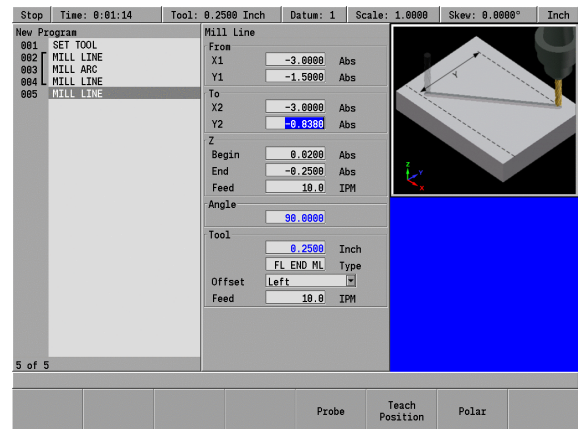 Stop Time: 0:01:14 Tool: 0.2500 Inch Datum: 1 Scale: 1.0000 Skew: 0.0000° Inch
New Program
001 SET TOOL
002 MILL LINE
003 MILL ARC
004 MILL LINE
005 MILL LINE
5 of 5
Mill Line
From
X1 -3.0000 Abs
Y1 -1.5000 Abs
To
X2 -3.0000 Abs
Y2 -0.8380 Abs
Z
Begin 0.0200 Abs
End -0.2500 Abs
Feed 10.0 IPM
Angle
90.0000
Tool
0.2500 Inch
FL END ML Type
Offset Left
Feed 10.0 IPM
Y
Z
Y
X
Probe
Teach Position
Polar